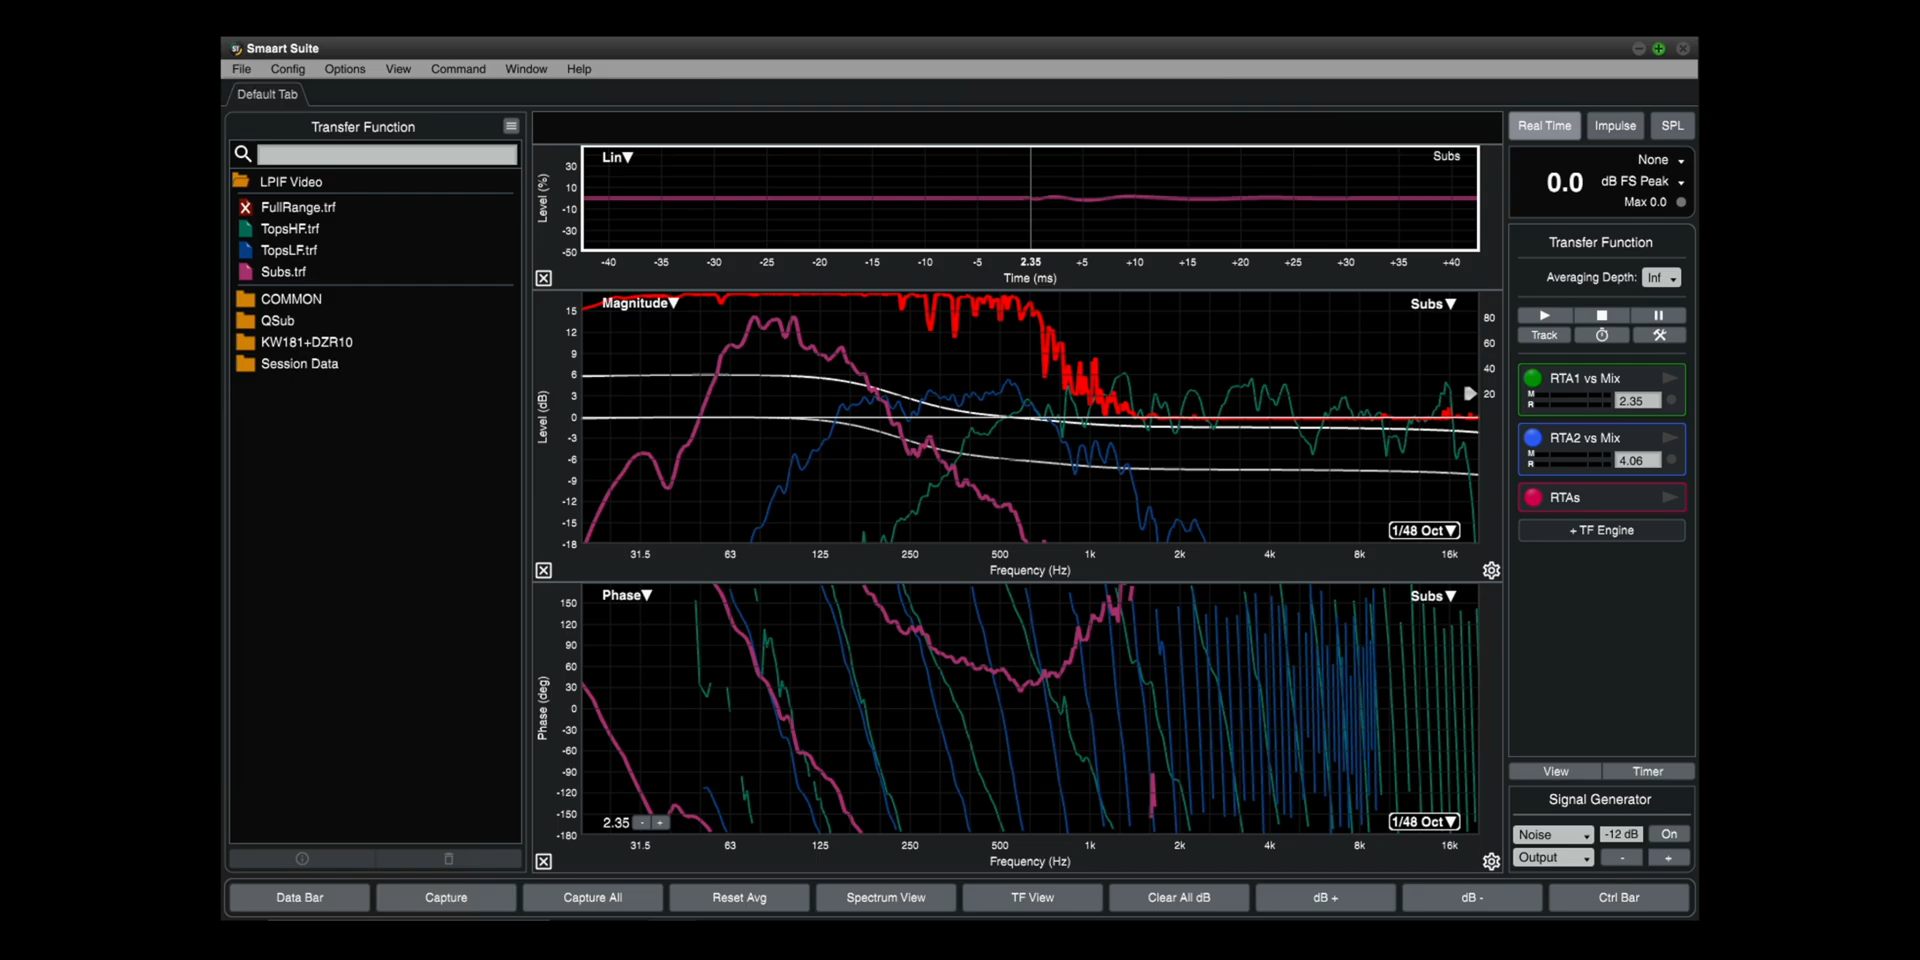 Smaart Suite
File Config Options View Command Window Help
Default Tab
Transfer Function
LPIF Video
FullRange.trf
TopsHF.trf
TopsLF.trf
Subs.trf
COMMON
QSub
KW181+DZR10
Session Data
Lin▼
Subs
Level (%)
30
10
-10
-30
-50
-40 -35 -30 -25 -20 -15 -10 -5 2.35 +5 +10 +15 +20 +25 +30 +35 +40
Time (ms)
Magnitude▼
Subs▼
Level (dB)
15
12
9
6
3
0
-3
-6
-9
-12
-15
-18
80
60
40
20
1/48 Oct▼
31.5 63 125 250 500 1k 2k 4k 8k 16k
Frequency (Hz)
Phase▼
Subs▼
Phase (deg)
150
120
90
60
30
0
-30
-60
-90
-120
-150
-180
2.35 - +
1/48 Oct▼
31.5 63 125 250 500 1k 2k 4k 8k 16k
Frequency (Hz)
Real Time Impulse SPL
None
0.0 dB FS Peak
Max 0.0
Transfer Function
Averaging Depth: Inf
Track
RTA1 vs Mix
M
R
2.35
RTA2 vs Mix
M
R
4.06
RTAs
+ TF Engine
View Timer
Signal Generator
Noise -12 dB On
Output - +
Data Bar Capture Capture All Reset Avg Spectrum View TF View Clear All dB dB + dB - Ctrl Bar